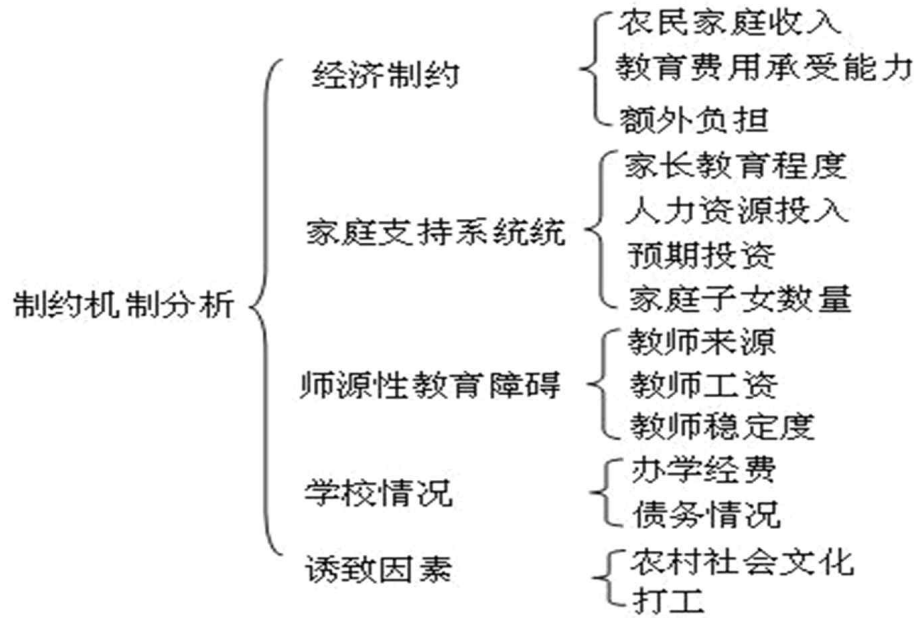 制约机制分析
经济制约
农民家庭收入
教育费用承受能力
额外负担
家庭支持系统统
家长教育程度
人力资源投入
预期投资
家庭子女数量
师源性教育障碍
教师来源
教师工资
教师稳定度
学校情况
办学经费
债务情况
诱致因素
农村社会文化
打工